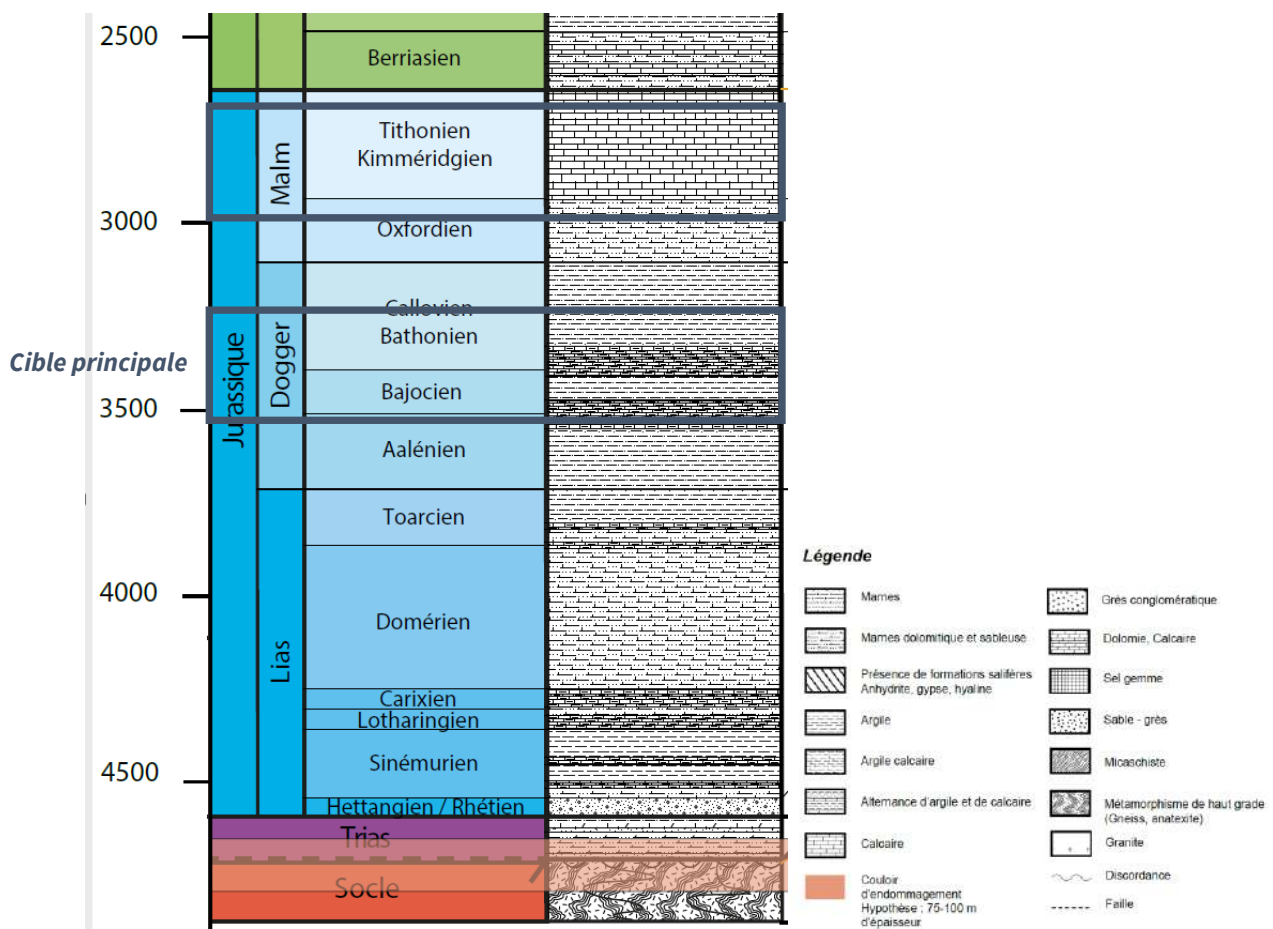 2500
Berriasien
Tithonien
Kimméridgien
Malm
3000
Oxfordien
Callovien
Cible principale
Jurassique
Dogger
Bathonien
Bajocien
3500
Aalénien
Toarcien
4000
Domérien
Lias
Carixien
Lotharingien
4500
Sinémurien
Hettangien / Rhétien
Trias
Socle
Légende
Marnes
Marnes dolomitique et sableuse
Présence de formations salifères
Anhydrite, gypse, hyaline
Argile
Argile calcaire
Alternance d'argile et de calcaire
Calcaire
Couloir
d'endommagement
Hypothèse : 75-100 m
d'épaisseur
Grès conglomératique
Dolomie, Calcaire
Sel gemme
Sable - grès
Micaschiste
Métamorphisme de haut grade
(Gneiss, anatexite)
Granite
Discordance
Faille